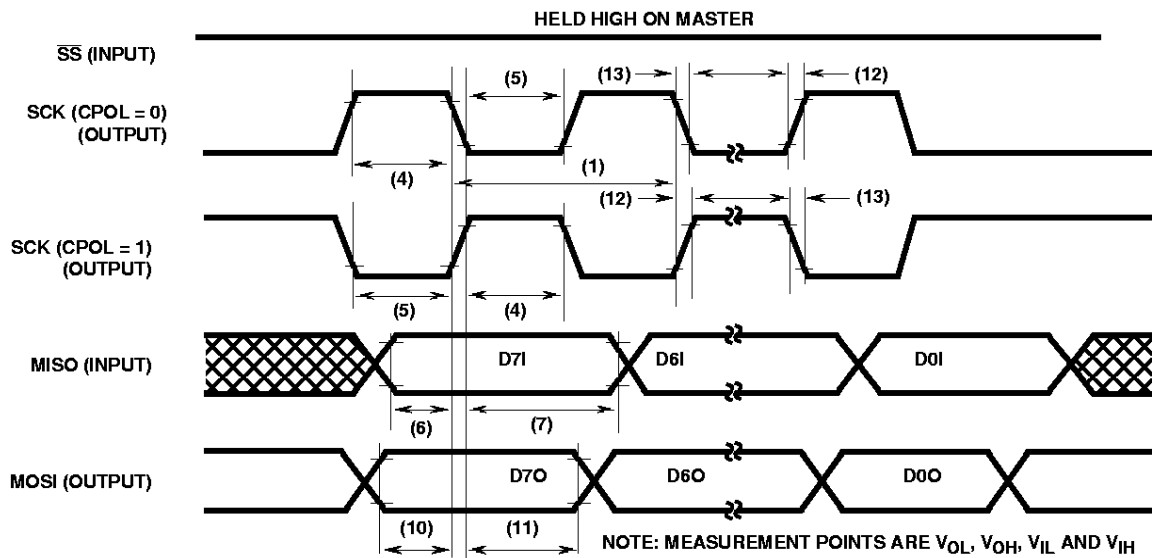 HELD HIGH ON MASTER
SS (INPUT)
(5)
(13)
(12)
SCK (CPOL = 0)
(OUTPUT)
(4)
(1)
(12)
(13)
SCK (CPOL = 1)
(OUTPUT)
(5)
(4)
MISO (INPUT)
D7I
D6I
D0I
(6)
(7)
MOSI (OUTPUT)
D7O
D6O
D0O
(10)
(11)
NOTE: MEASUREMENT POINTS ARE VOL, VOH, VIL AND VIH